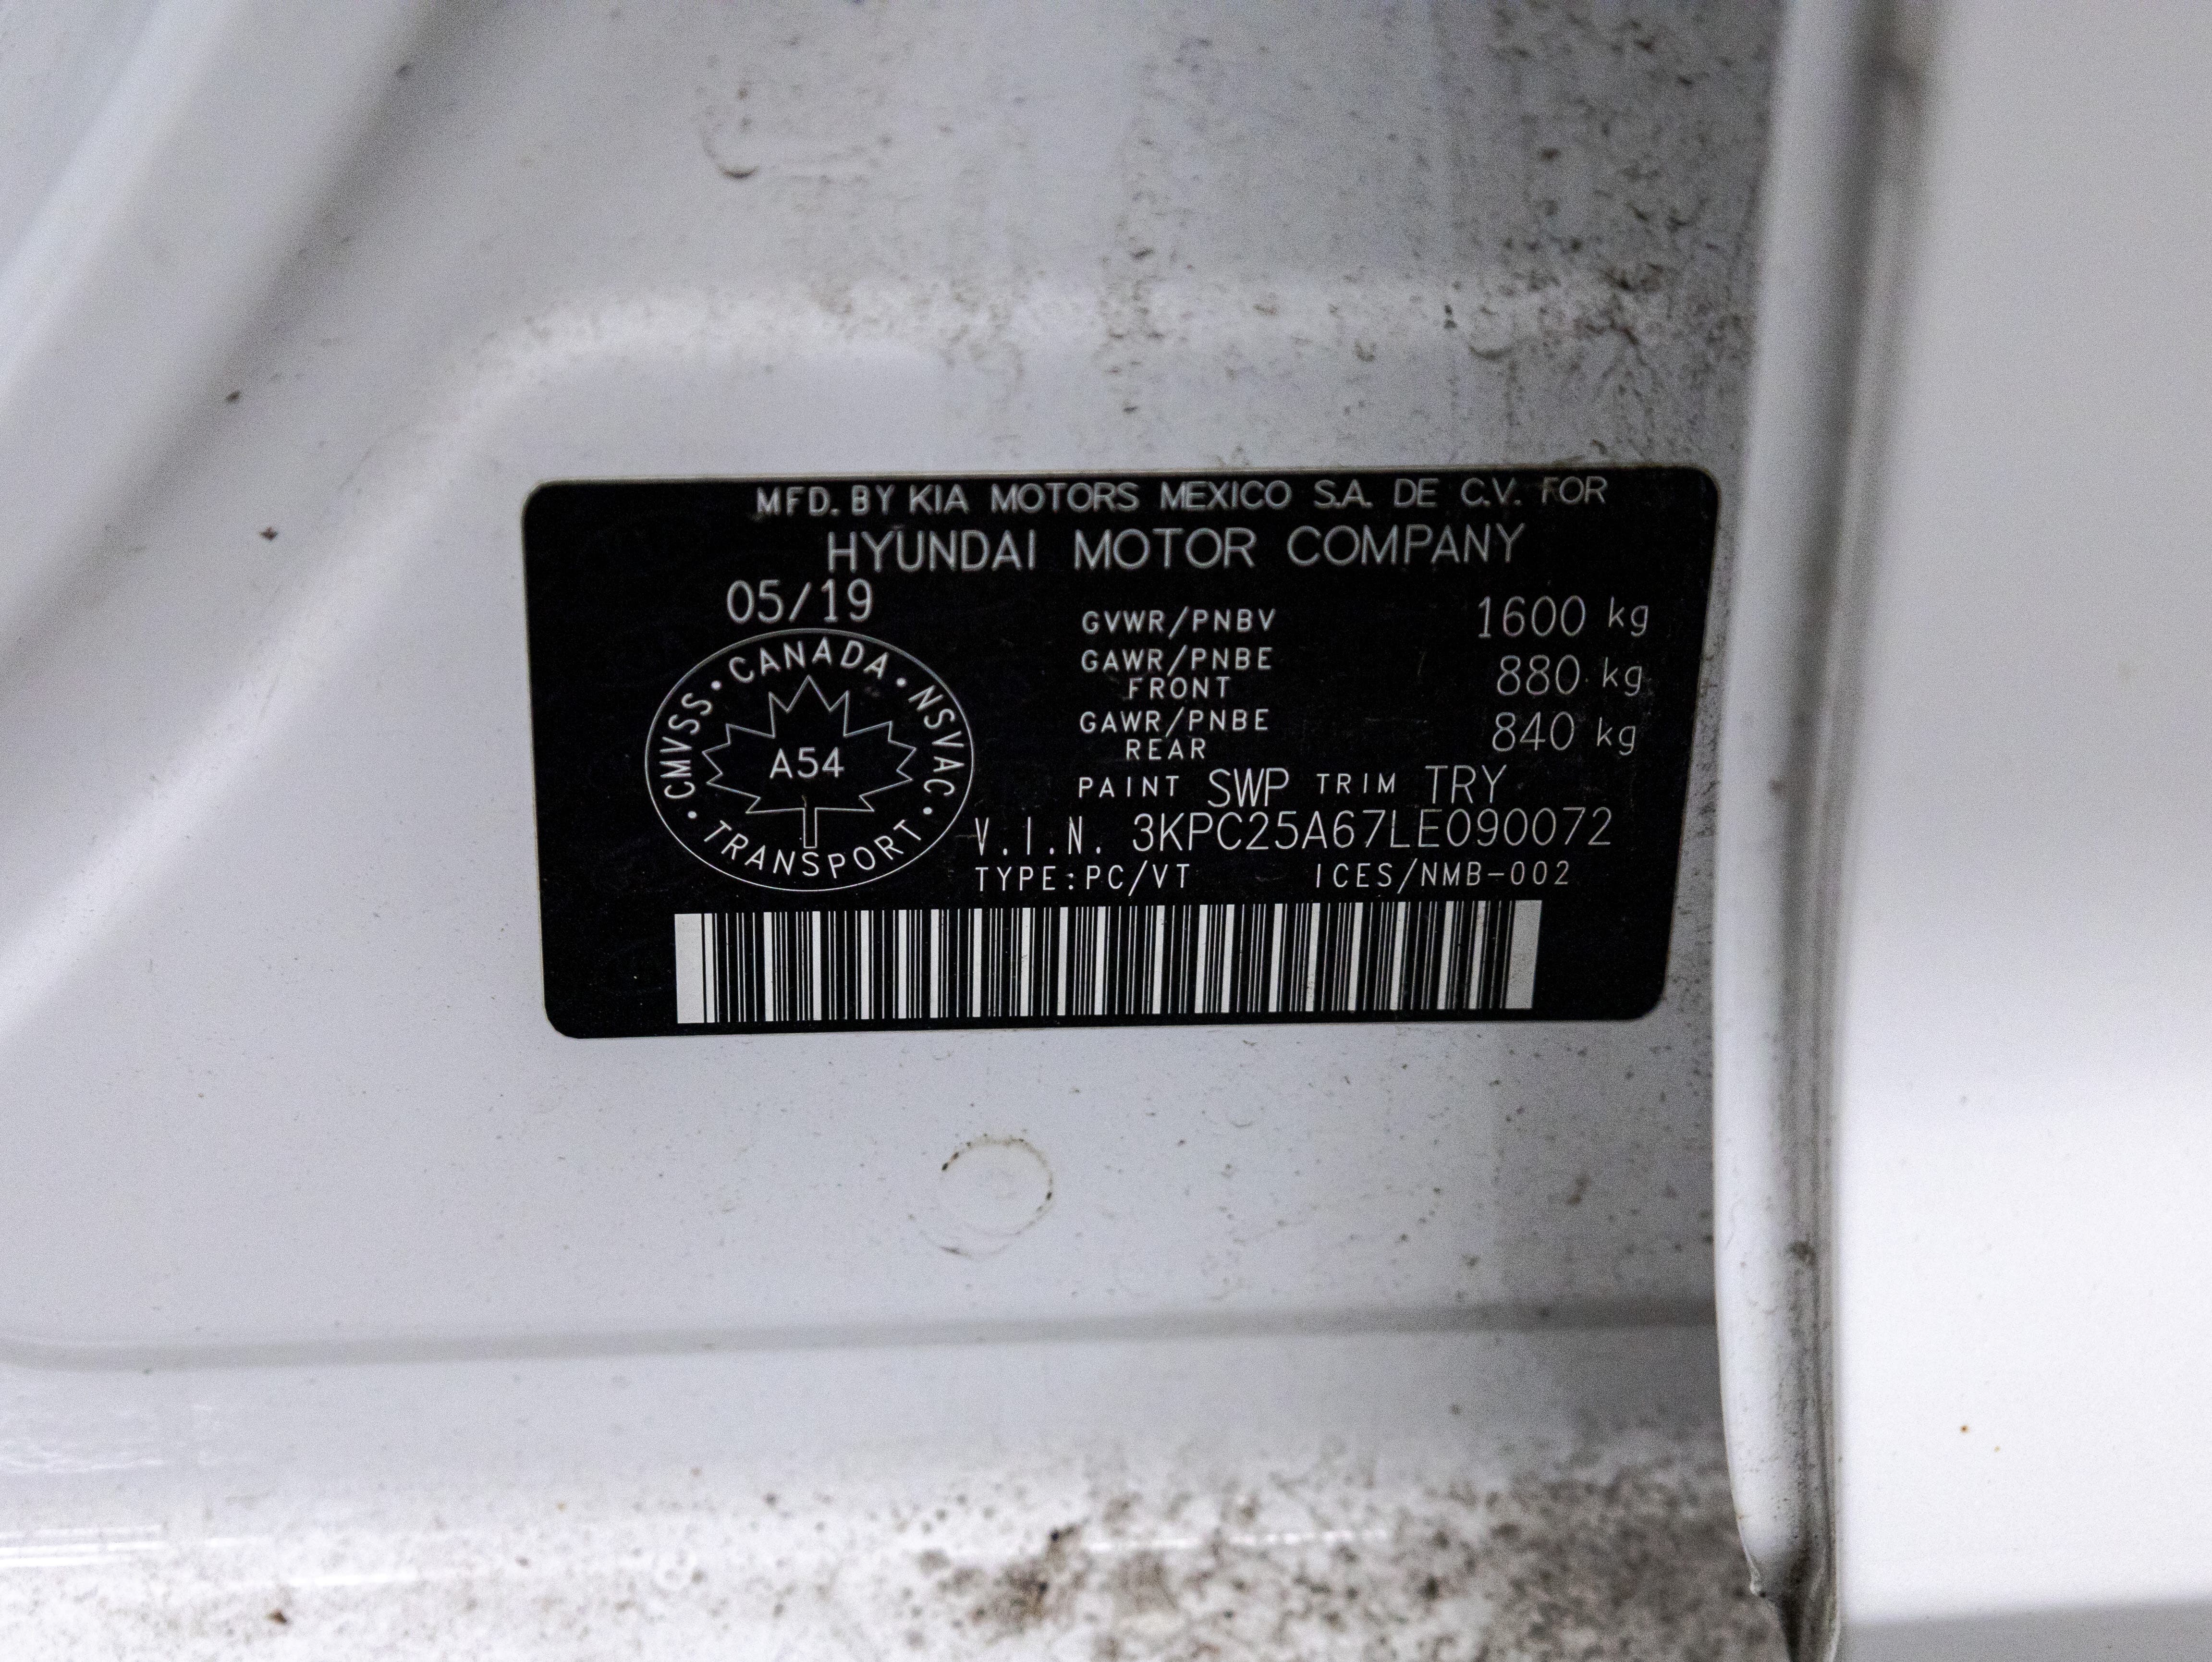 MFD. BY KIA MOTORS MEXICO S.A. DE C.V. FOR
HYUNDAI MOTOR COMPANY
05/19
GVWR/PNBV 1600 kg
GAWR/PNBE FRONT 880 kg
GAWR/PNBE REAR 840 kg
CMVSS • CANADA • NSVAC • TRANSPORT •
A54
PAINT SWP TRIM TRY
V.I.N. 3KPC25A67LE090072
TYPE:PC/VT ICES/NMB-002